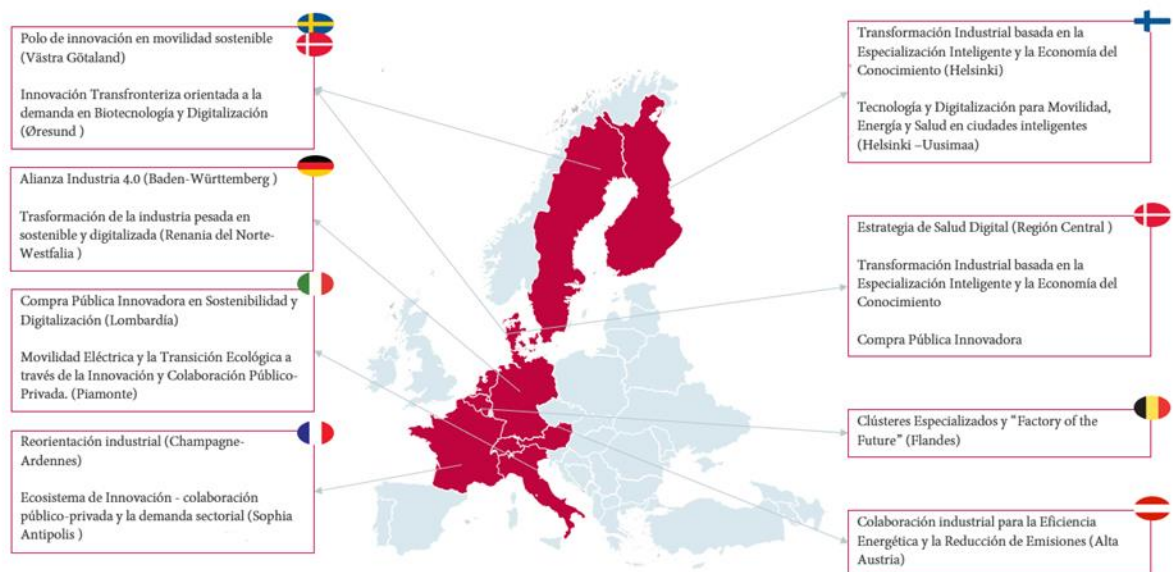 Polo de innovación en movilidad sostenible
(Västra Götaland)
Innovación Transfronteriza orientada a la
demanda en Biotecnología y Digitalización
(Øresund )
Alianza Industria 4.0 (Baden-Württemberg )
Trasformación de la industria pesada en
sostenible y digitalizada (Renania del Norte-
Westfalia )
Compra Pública Innovadora en Sostenibilidad y
Digitalización (Lombardía)
Movilidad Eléctrica y la Transición Ecológica a
través de la Innovación y Colaboración Público-
Privada. (Piamonte)
Reorientación industrial (Champagne-
Ardennes)
Ecosistema de Innovación - colaboración
público-privada y la demanda sectorial (Sophia
Antipolis )
Transformación Industrial basada en la
Especialización Inteligente y la Economía del
Conocimiento (Helsinki)
Tecnología y Digitalización para Movilidad,
Energía y Salud en ciudades inteligentes
(Helsinki –Uusimaa)
Estrategia de Salud Digital (Región Central )
Transformación Industrial basada en la
Especialización Inteligente y la Economía del
Conocimiento
Compra Pública Innovadora
Clústeres Especializados y “Factory of the
Future” (Flandes)
Colaboración industrial para la Eficiencia
Energética y la Reducción de Emisiones (Alta
Austria)